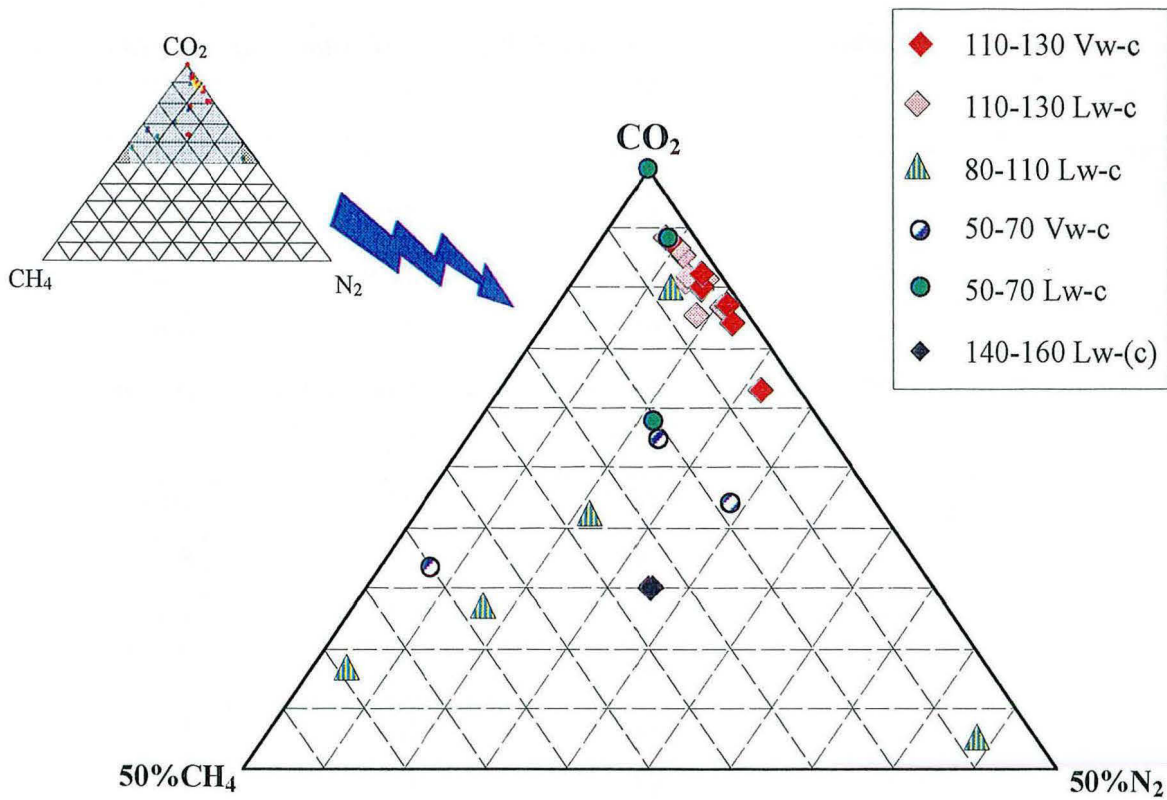 CO₂
CH₄
N₂
CO₂
50%CH₄
50%N₂
110-130 Vw-c
110-130 Lw-c
80-110 Lw-c
50-70 Vw-c
50-70 Lw-c
140-160 Lw-(c)